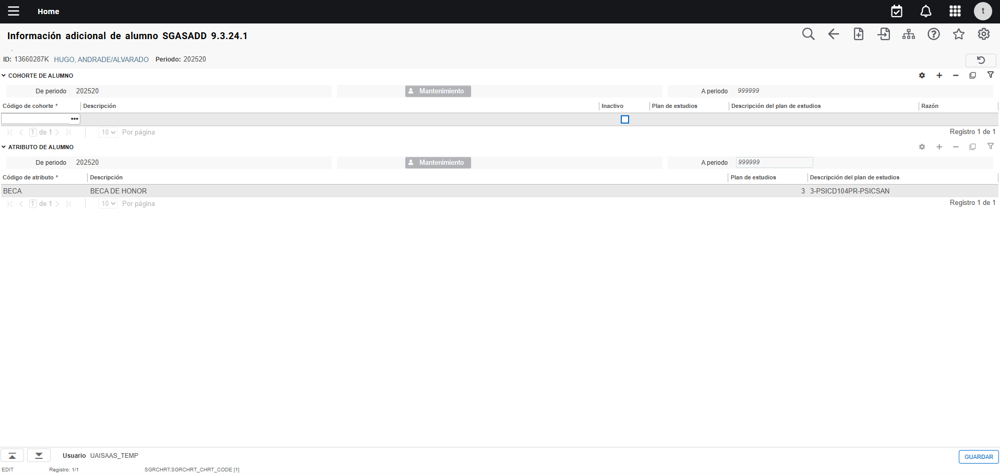 Home
t
Información adicional de alumno SGASADD 9.3.24.1
ID: 13660287K HUGO, ANDRADE/ALVARADO Periodo: 202520
COHORTE DE ALUMNO
De periodo 202520 Mantenimiento A periodo 999999
Código de cohorte * Descripción Inactivo Plan de estudios Descripción del plan de estudios Razón
1 de 1 10 Por página Registro 1 de 1
ATRIBUTO DE ALUMNO
De periodo 202520 Mantenimiento A periodo 999999
Código de atributo * Descripción Plan de estudios Descripción del plan de estudios
BECA BECA DE HONOR 3 3-PSICD104PR-PSICSAN
1 de 1 10 Por página Registro 1 de 1
Usuario UAISAAS_TEMP GUARDAR
EDIT Registro: 1/1 SGRCHRT.SGRCHRT_CHRT_CODE [1]